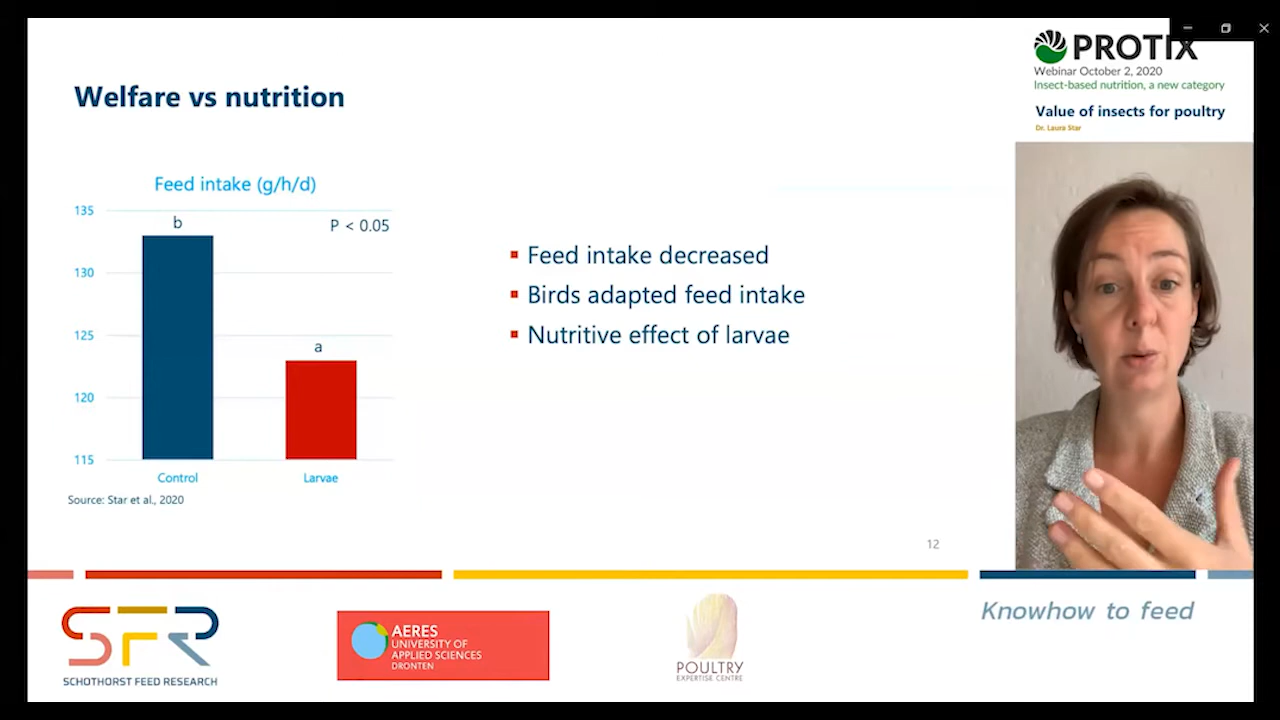 Welfare vs nutrition
PROTIX
Webinar October 2, 2020
Insect-based nutrition, a new category
Value of insects for poultry
Dr. Laura Star
Feed intake (g/h/d)
135
130
125
120
115
b
a
P < 0.05
Control
Larvae
Source: Star et al., 2020
▪ Feed intake decreased
▪ Birds adapted feed intake
▪ Nutritive effect of larvae
12
SFR
SCHOTHORST FEED RESEARCH
AERES
UNIVERSITY OF
APPLIED SCIENCES
DRONTEN
POULTRY
EXPERTISE CENTRE
Knowhow to feed